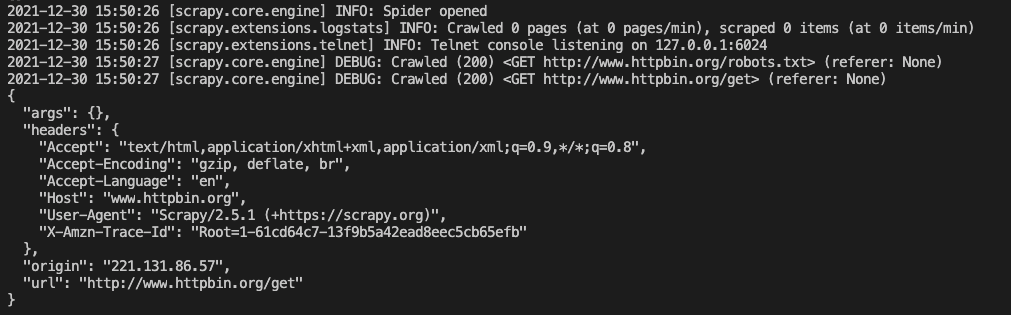 2021-12-30 15:50:26 [scrapy.core.engine] INFO: Spider opened
2021-12-30 15:50:26 [scrapy.extensions.logstats] INFO: Crawled 0 pages (at 0 pages/min), scraped 0 items (at 0 items/min)
2021-12-30 15:50:26 [scrapy.extensions.telnet] INFO: Telnet console listening on 127.0.0.1:6024
2021-12-30 15:50:27 [scrapy.core.engine] DEBUG: Crawled (200) <GET http://www.httpbin.org/robots.txt> (referer: None)
2021-12-30 15:50:27 [scrapy.core.engine] DEBUG: Crawled (200) <GET http://www.httpbin.org/get> (referer: None)
{
  "args": {},
  "headers": {
    "Accept": "text/html,application/xhtml+xml,application/xml;q=0.9,*/*;q=0.8",
    "Accept-Encoding": "gzip, deflate, br",
    "Accept-Language": "en",
    "Host": "www.httpbin.org",
    "User-Agent": "Scrapy/2.5.1 (+https://scrapy.org)",
    "X-Amzn-Trace-Id": "Root=1-61cd64c7-13f9b5a42ead8eec5cb65efb"
  },
  "origin": "221.131.86.57",
  "url": "http://www.httpbin.org/get"
}